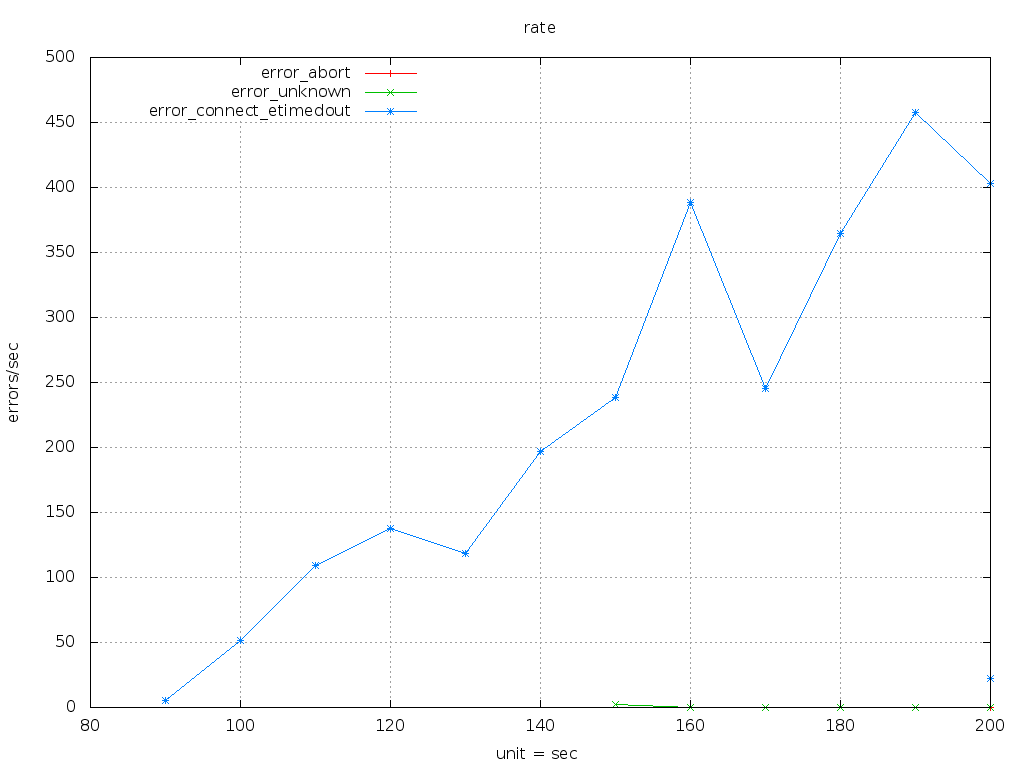 rate
500
450
400
350
300
250
200
150
100
50
0
errors/sec
error_abort
error_unknown
error_connect_etimedout
80 100 120 140 160 180 200
unit = sec